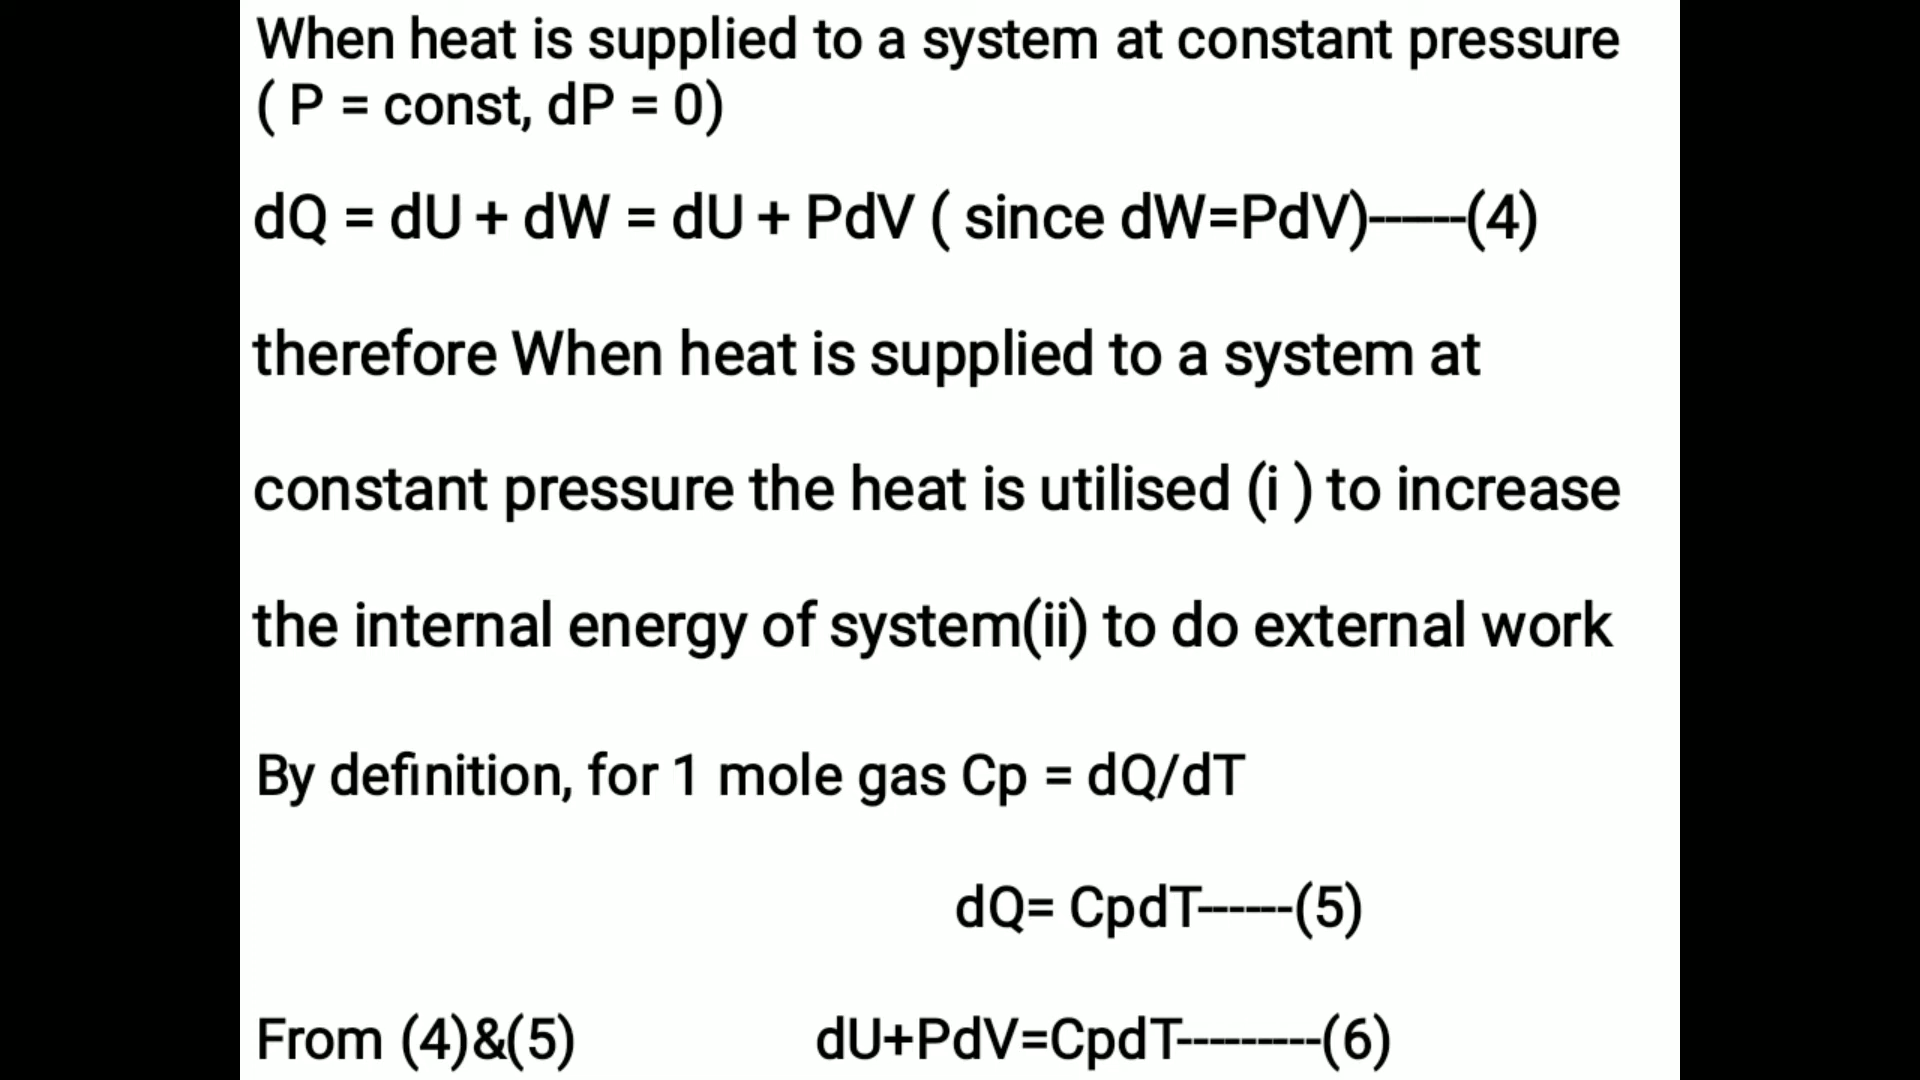 When heat is supplied to a system at constant pressure
( P = const, dP = 0)
dQ = dU + dW = dU + PdV ( since dW=PdV)------(4)
therefore When heat is supplied to a system at
constant pressure the heat is utilised (i ) to increase
the internal energy of system(ii) to do external work
By definition, for 1 mole gas Cp = dQ/dT
dQ= CpdT------(5)
From (4)&(5) dU+PdV=CpdT---------(6)